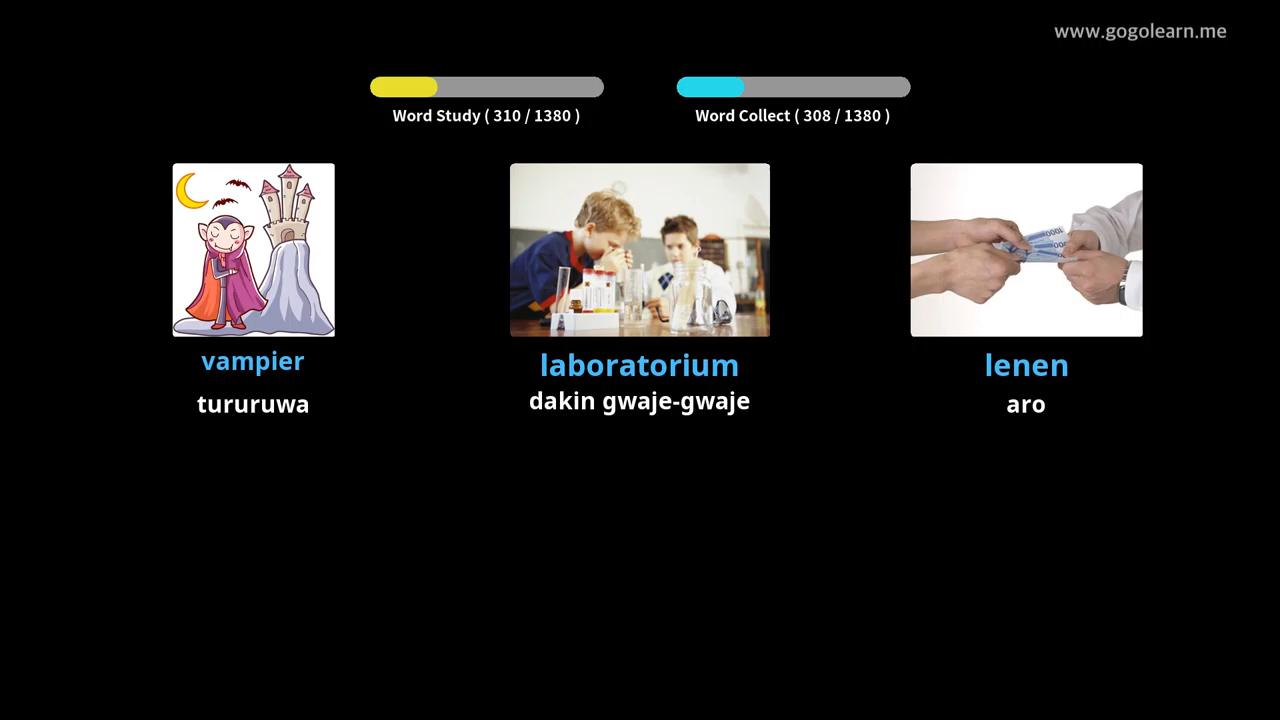 www.gogolearn.me
Word Study ( 310 / 1380 )
Word Collect ( 308 / 1380 )
vampier
laboratorium
lenen
tururuwa
dakin gwaje-gwaje
aro